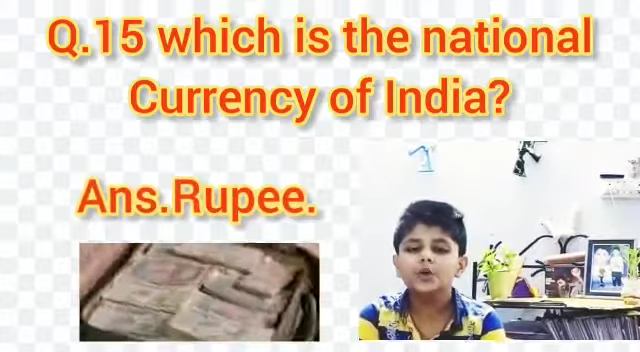 Q.15 which is the national
Currency of India?
Ans.Rupee.